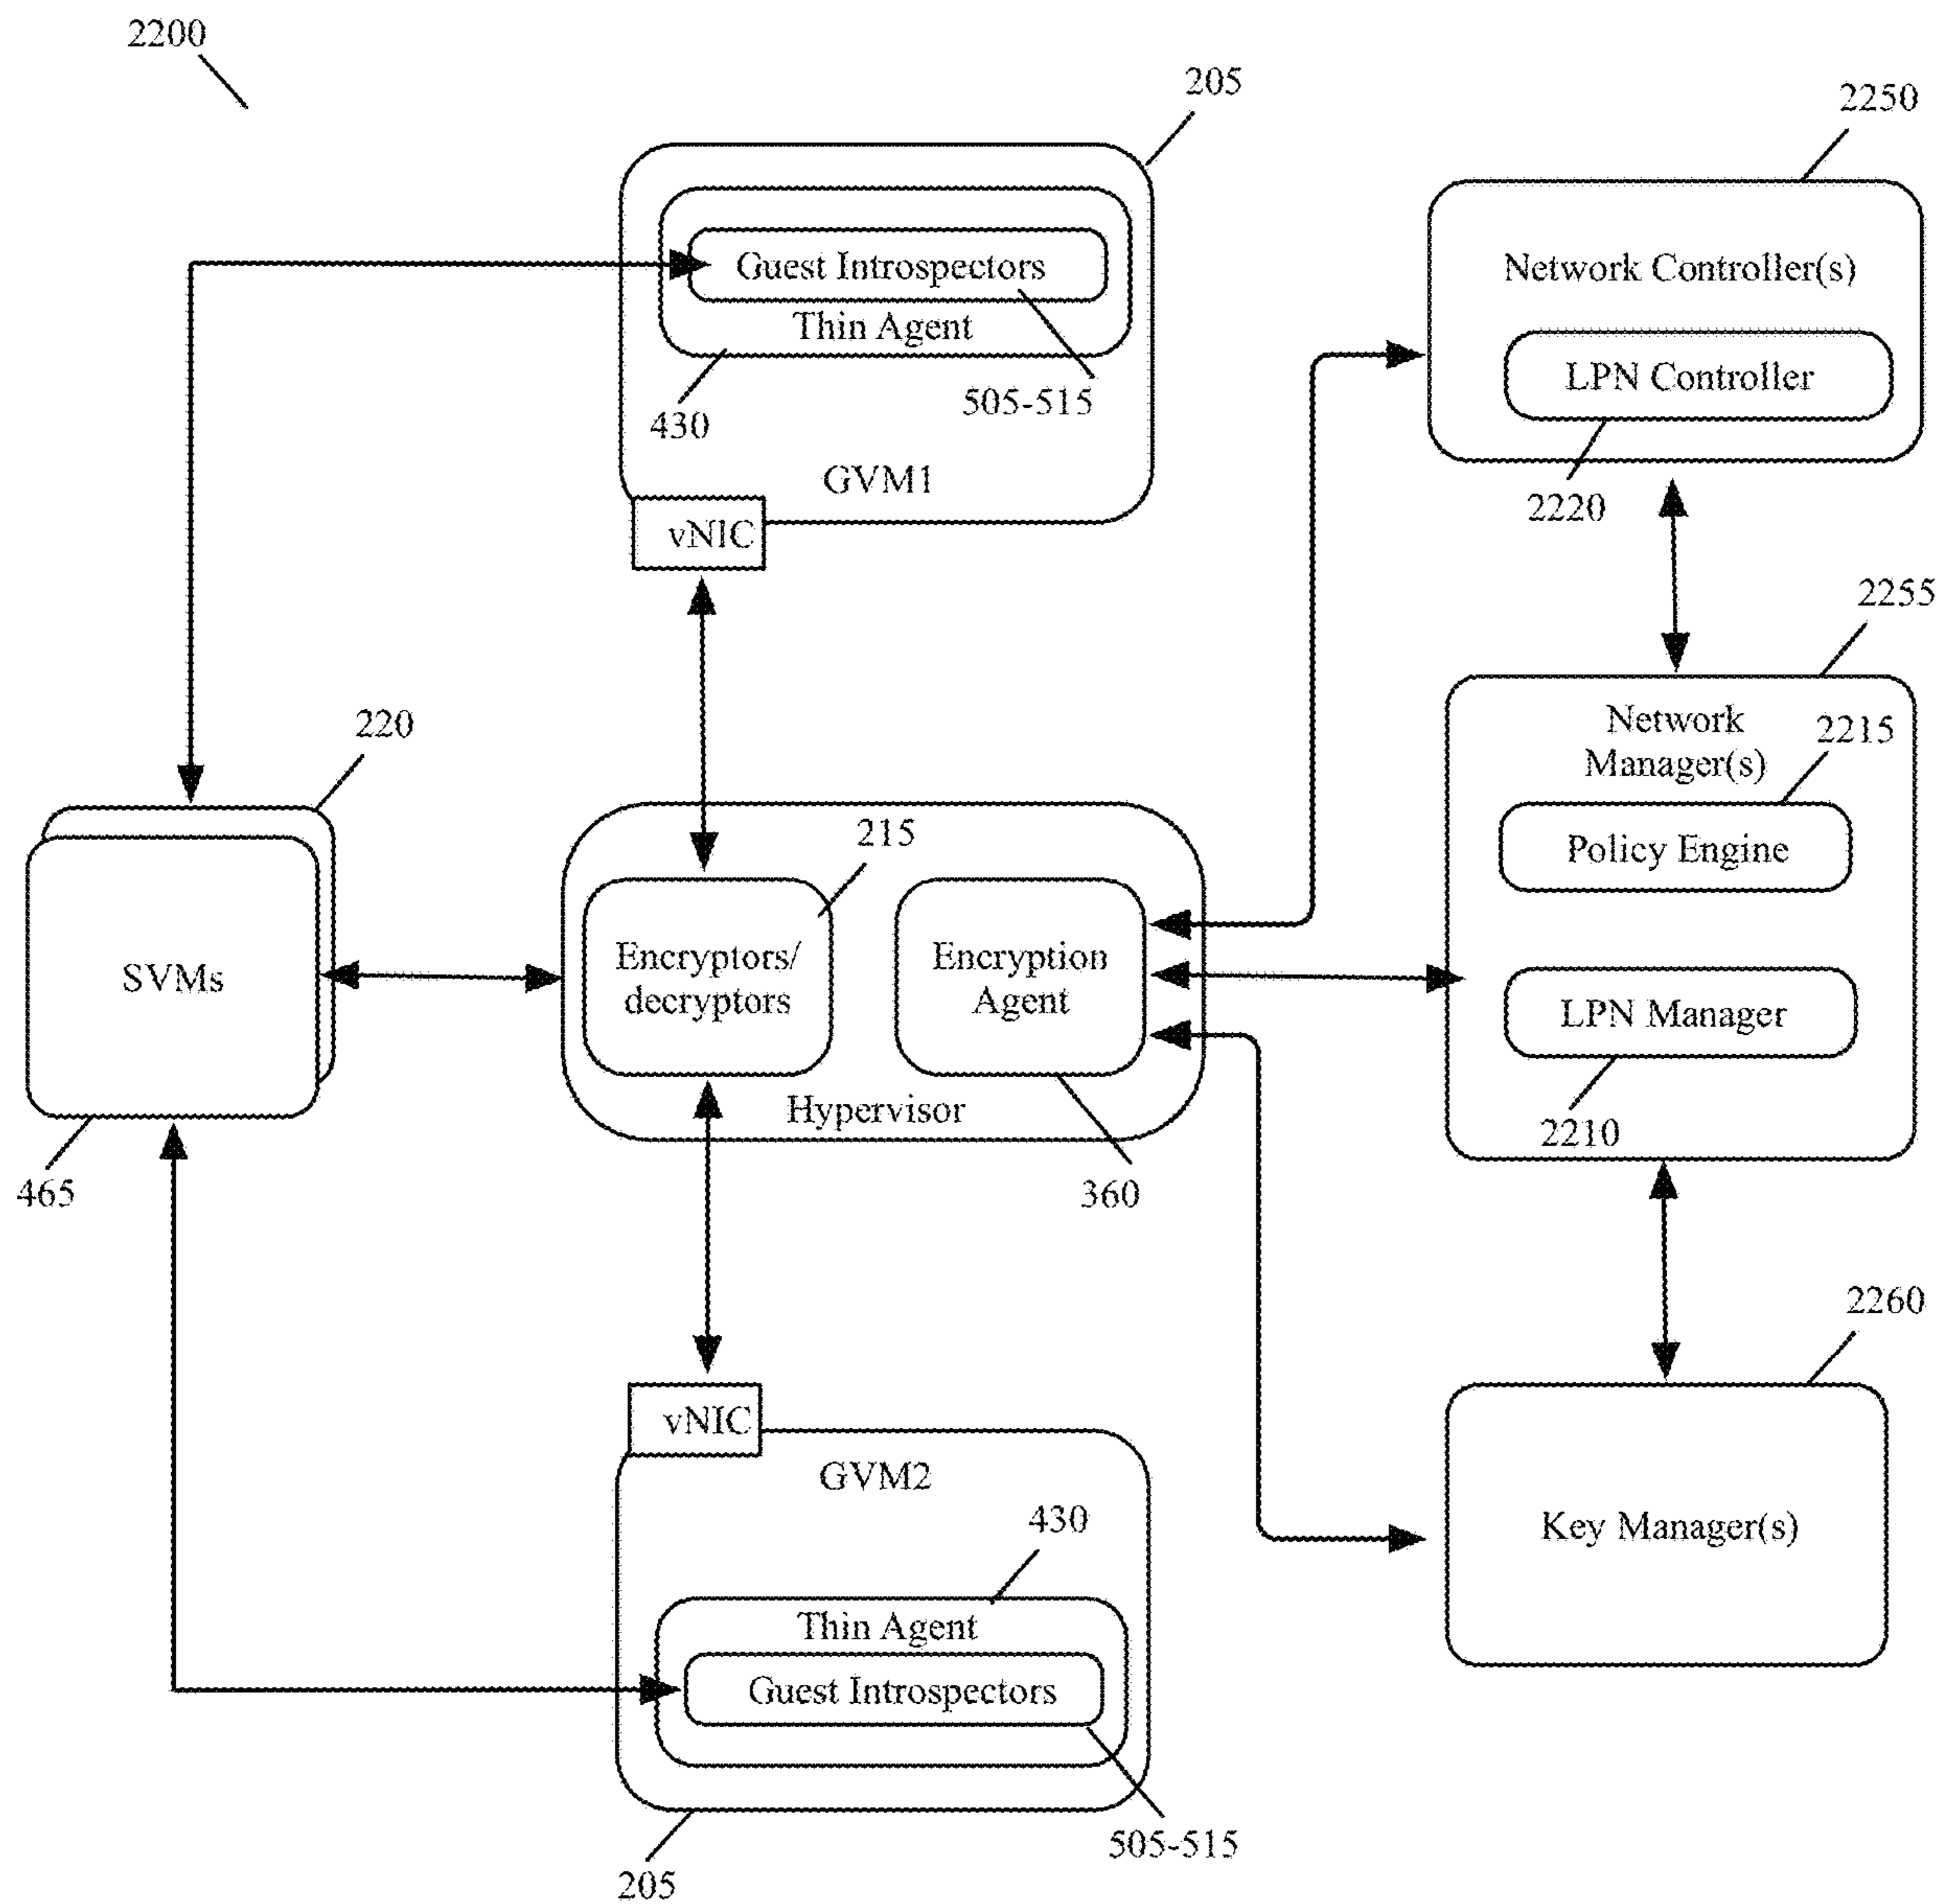 2200
205
2250
Guest Introspectors
Thin Agent
430
505-515
GVM1
vNIC
Network Controller(s)
LPN Controller
2220
2255
Network
Manager(s)
2215
Policy Engine
LPN Manager
2210
220
SVMs
465
215
Encryptors/
decryptors
Encryption
Agent
Hypervisor
360
2260
Key Manager(s)
vNIC
GVM2
430
Thin Agent
Guest Introspectors
505-515
205